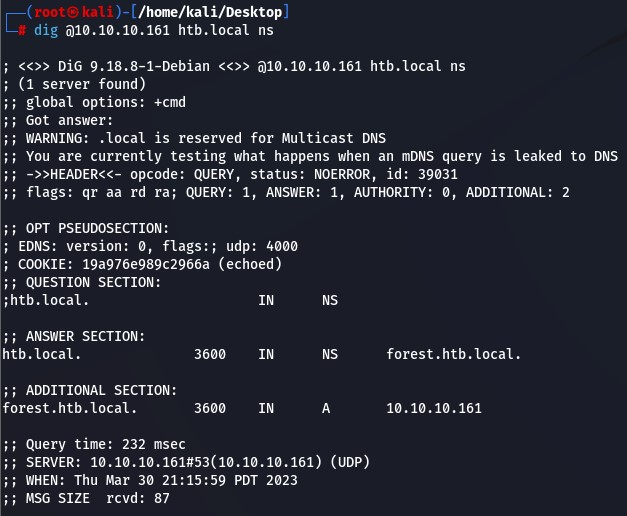 ┌──(root㉿kali)-[/home/kali/Desktop]
└─# dig @10.10.10.161 htb.local ns
; <<>> DiG 9.18.8-1-Debian <<>> @10.10.10.161 htb.local ns
; (1 server found)
;; global options: +cmd
;; Got answer:
;; WARNING: .local is reserved for Multicast DNS
;; You are currently testing what happens when an mDNS query is leaked to DNS
;; ->>HEADER<<- opcode: QUERY, status: NOERROR, id: 39031
;; flags: qr aa rd ra; QUERY: 1, ANSWER: 1, AUTHORITY: 0, ADDITIONAL: 2
;; OPT PSEUDOSECTION:
; EDNS: version: 0, flags:; udp: 4000
; COOKIE: 19a976e989c2966a (echoed)
;; QUESTION SECTION:
;htb.local. IN NS
;; ANSWER SECTION:
htb.local. 3600 IN NS forest.htb.local.
;; ADDITIONAL SECTION:
forest.htb.local. 3600 IN A 10.10.10.161
;; Query time: 232 msec
;; SERVER: 10.10.10.161#53(10.10.10.161) (UDP)
;; WHEN: Thu Mar 30 21:15:59 PDT 2023
;; MSG SIZE rcvd: 87